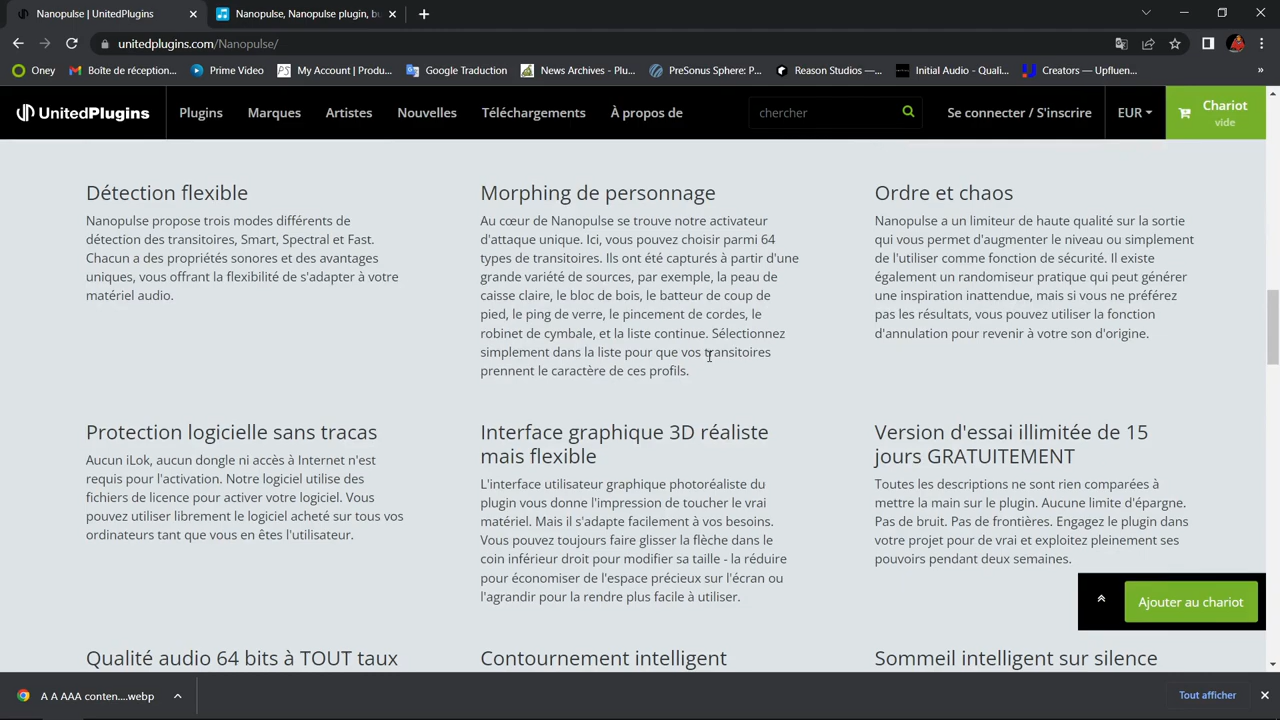 Nanopulse | UnitedPlugins
Nanopulse, Nanopulse plugin, bu
unitedplugins.com/Nanopulse/
Oney
Boîte de réception...
Prime Video
My Account | Produ...
Google Traduction
News Archives - Plu...
PreSonus Sphere: P...
Reason Studios —...
Initial Audio - Quali...
Creators — Upfluen...
»
UnitedPlugins
Plugins
Marques
Artistes
Nouvelles
Téléchargements
À propos de
chercher
Se connecter / S'inscrire
EUR
Chariot
vide
Détection flexible
Nanopulse propose trois modes différents de
détection des transitoires, Smart, Spectral et Fast.
Chacun a des propriétés sonores et des avantages
uniques, vous offrant la flexibilité de s'adapter à votre
matériel audio.
Morphing de personnage
Au cœur de Nanopulse se trouve notre activateur
d'attaque unique. Ici, vous pouvez choisir parmi 64
types de transitoires. Ils ont été capturés à partir d'une
grande variété de sources, par exemple, la peau de
caisse claire, le bloc de bois, le batteur de coup de
pied, le ping de verre, le pincement de cordes, le
robinet de cymbale, et la liste continue. Sélectionnez
simplement dans la liste pour que vos transitoires
prennent le caractère de ces profils.
Ordre et chaos
Nanopulse a un limiteur de haute qualité sur la sortie
qui vous permet d'augmenter le niveau ou simplement
de l'utiliser comme fonction de sécurité. Il existe
également un randomiseur pratique qui peut générer
une inspiration inattendue, mais si vous ne préférez
pas les résultats, vous pouvez utiliser la fonction
d'annulation pour revenir à votre son d'origine.
Protection logicielle sans tracas
Aucun iLok, aucun dongle ni accès à Internet n'est
requis pour l'activation. Notre logiciel utilise des
fichiers de licence pour activer votre logiciel. Vous
pouvez utiliser librement le logiciel acheté sur tous vos
ordinateurs tant que vous en êtes l'utilisateur.
Interface graphique 3D réaliste
mais flexible
L'interface utilisateur graphique photoréaliste du
plugin vous donne l'impression de toucher le vrai
matériel. Mais il s'adapte facilement à vos besoins.
Vous pouvez toujours faire glisser la flèche dans le
coin inférieur droit pour modifier sa taille - la réduire
pour économiser de l'espace précieux sur l'écran ou
l'agrandir pour la rendre plus facile à utiliser.
Version d'essai illimitée de 15
jours GRATUITEMENT
Toutes les descriptions ne sont rien comparées à
mettre la main sur le plugin. Aucune limite d'épargne.
Pas de bruit. Pas de frontières. Engagez le plugin dans
votre projet pour de vrai et exploitez pleinement ses
pouvoirs pendant deux semaines.
Ajouter au chariot
Qualité audio 64 bits à TOUT taux
Contournement intelligent
Sommeil intelligent sur silence
A A AAA conten....webp
Tout afficher